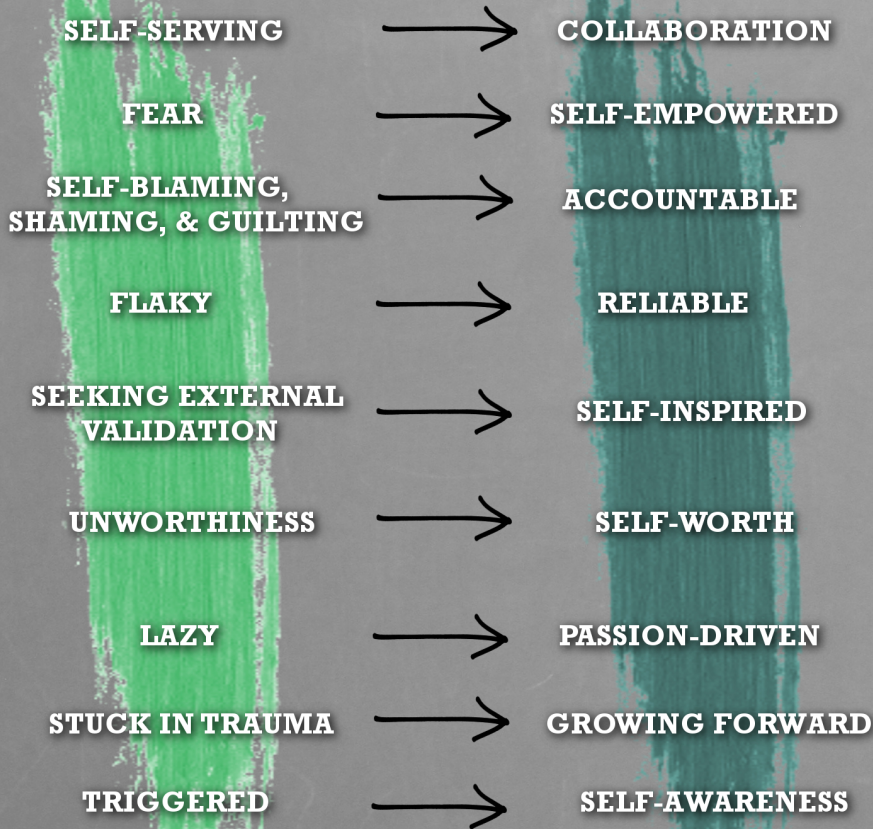 SELF-SERVING COLLABORATION
FEAR SELF-EMPOWERED
SELF-BLAMING,
SHAMING, & GUILTING ACCOUNTABLE
FLAKY RELIABLE
SEEKING EXTERNAL
VALIDATION SELF-INSPIRED
UNWORTHINESS SELF-WORTH
LAZY PASSION-DRIVEN
STUCK IN TRAUMA GROWING FORWARD
TRIGGERED SELF-AWARENESS